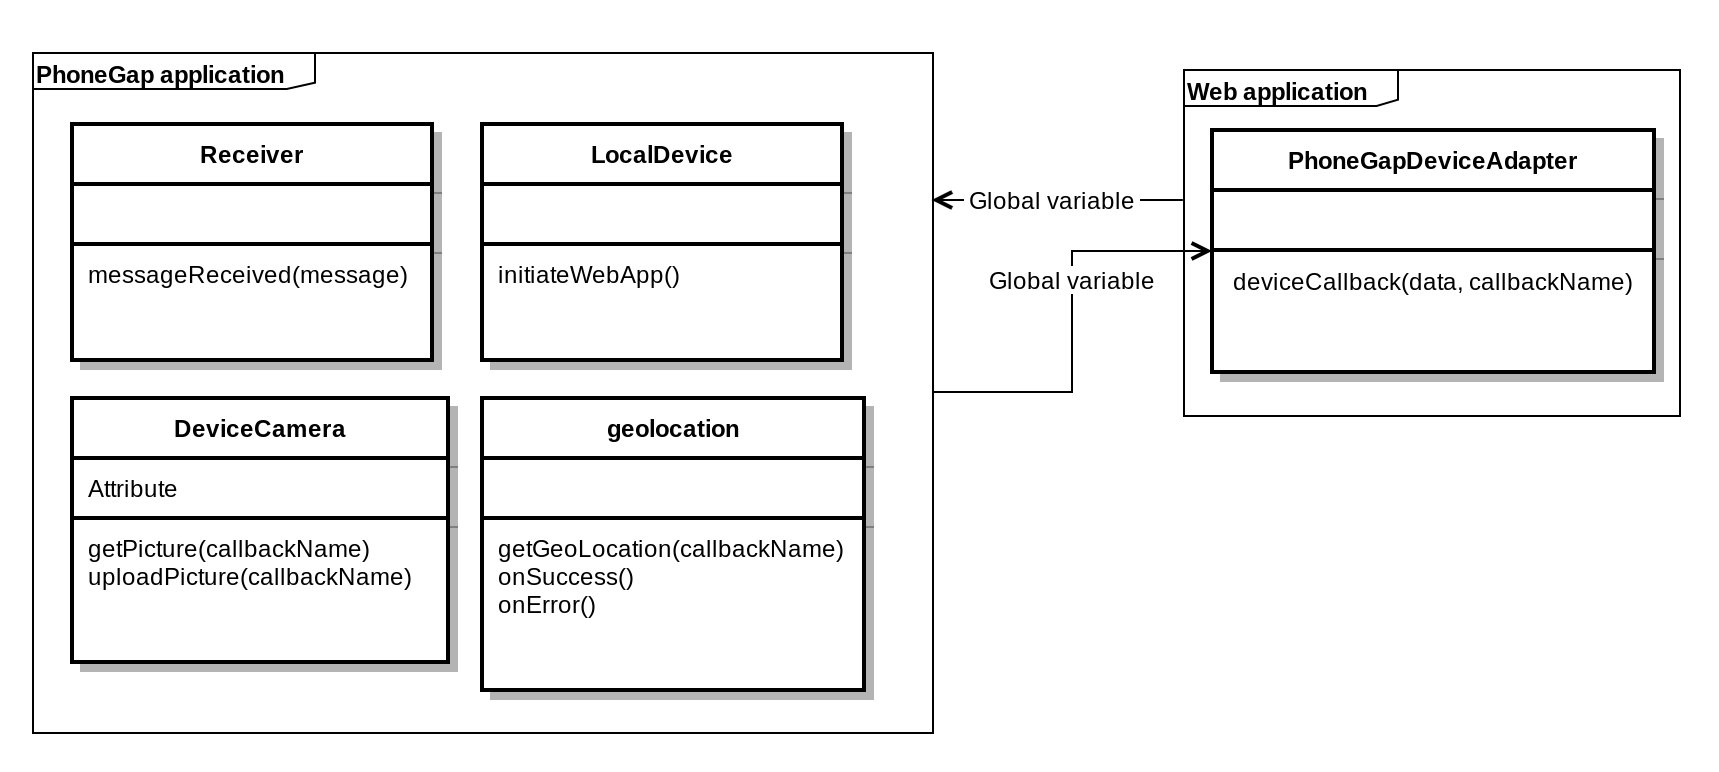 PhoneGap application
Receiver
messageReceived(message)
LocalDevice
initiateWebApp()
DeviceCamera
Attribute
getPicture(callbackName)
uploadPicture(callbackName)
geolocation
getGeoLocation(callbackName)
onSuccess()
onError()
Global variable
Global variable
Web application
PhoneGapDeviceAdapter
deviceCallback(data, callbackName)